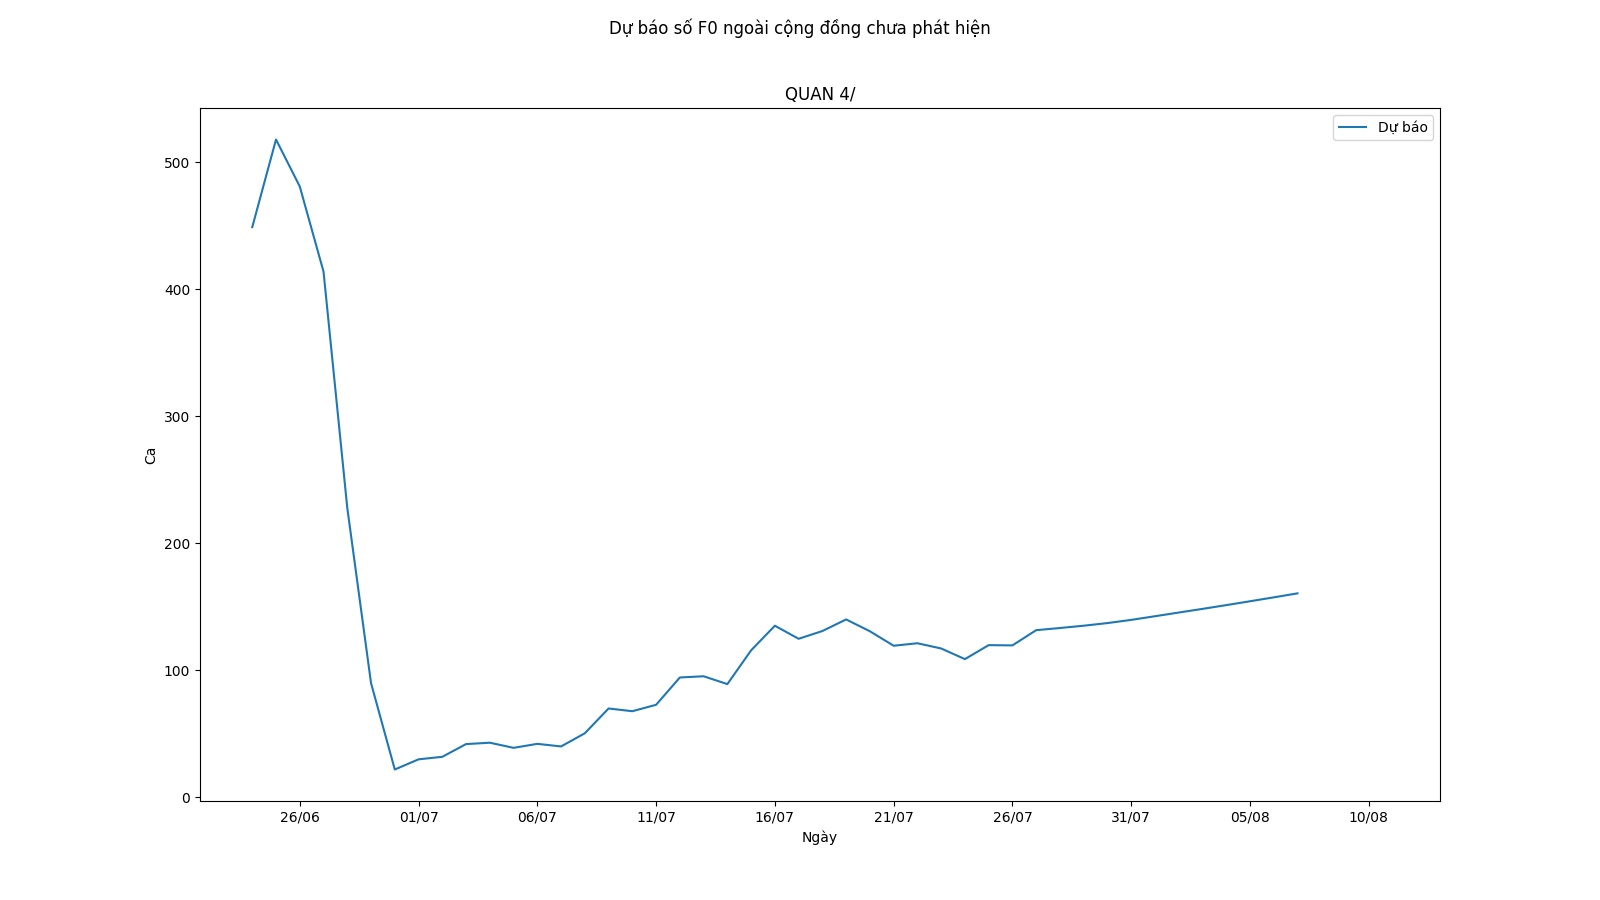 Dự báo số F0 ngoài cộng đồng chưa phát hiện
QUAN 4/
Dự báo
500
400
300
200
100
0
Ca
26/06 01/07 06/07 11/07 16/07 21/07 26/07 31/07 05/08 10/08
Ngày